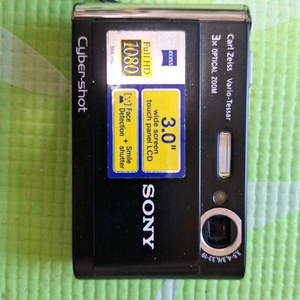 Cyber-shot
Full HD
1080
ZEISS
Carl Zeiss Vario-Tessar
3x OPTICAL ZOOM
3.0"
wide screen
touch panel LCD
Face
Detection + Smile
shutter
SONY